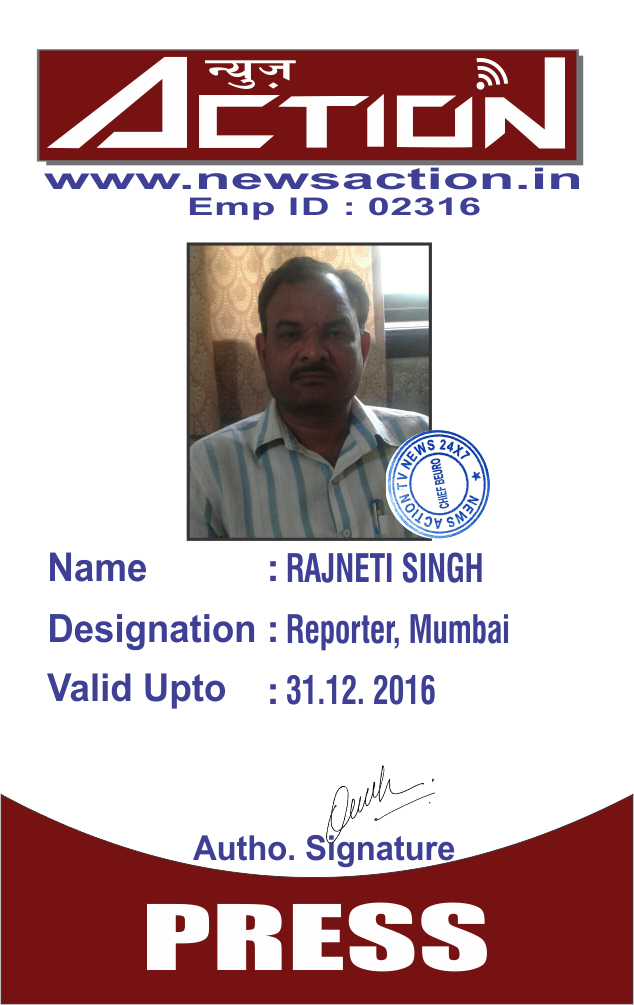 न्यूज़
ACTION
www.newsaction.in
Emp ID : 02316
NEWS ACTION TV NEWS 24X7 ★
CHIEF BEURO
Name : RAJNETI SINGH
Designation : Reporter, Mumbai
Valid Upto : 31.12. 2016
Autho. Signature
PRESS